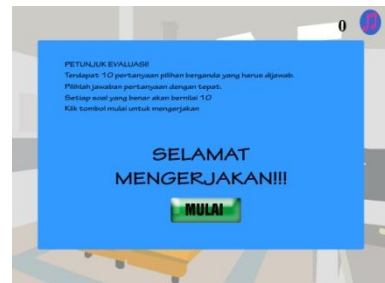 0
PETUNJUK EVALUASI!
Terdapat 10 pertanyaan pilihan berganda yang harus dijawab.
Pilihlah jawaban pertanyaan dengan tepat.
Setiap soal yang benar akan bernilai 10
Klik tombol mulai untuk mengerjakan
SELAMAT
MENGERJAKAN!!!
MULAI